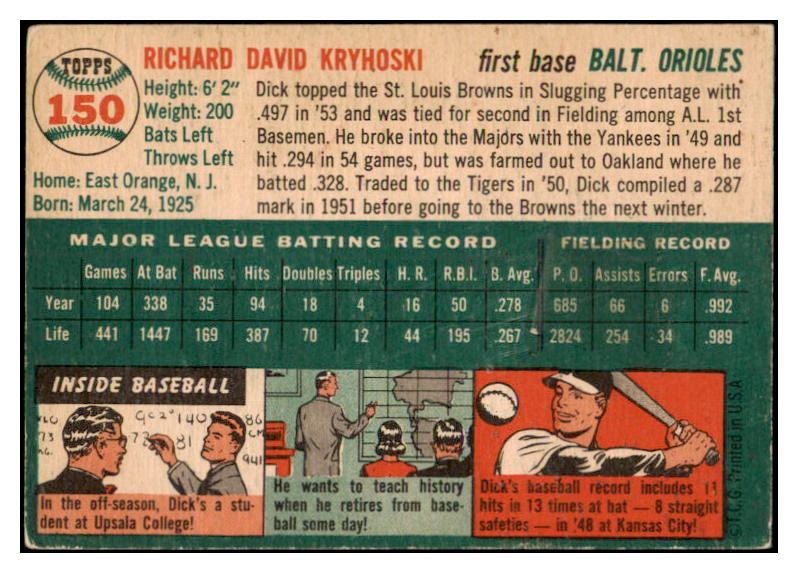 TOPPS
150
RICHARD DAVID KRYHOSKI first base BALT. ORIOLES
Height: 6' 2"
Weight: 200
Bats Left
Throws Left
Home: East Orange, N. J.
Born: March 24, 1925
Dick topped the St. Louis Browns in Slugging Percentage with
.497 in '53 and was tied for second in Fielding among A.L. 1st
Basemen. He broke into the Majors with the Yankees in '49 and
hit .294 in 54 games, but was farmed out to Oakland where he
batted .328. Traded to the Tigers in '50, Dick compiled a .287
mark in 1951 before going to the Browns the next winter.
MAJOR LEAGUE BATTING RECORD FIELDING RECORD
Games At Bat Runs Hits Doubles Triples H. R. R.B.I. B. Avg. P. O. Assists Errors F. Avg.
Year 104 338 35 94 18 4 16 50 .278 685 66 6 .992
Life 441 1447 169 387 70 12 44 195 .267 2824 254 34 .989
INSIDE BASEBALL
In the off-season, Dick's a stu-
dent at Upsala College!
He wants to teach history
when he retires from base-
ball some day!
Dick's baseball record includes 11
hits in 13 times at bat — 8 straight
safeties — in '48 at Kansas City!
© T.C.G. Printed in U.S.A